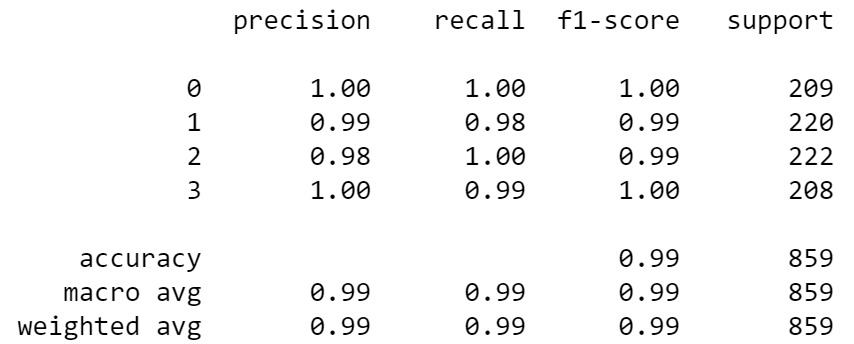 precision recall f1-score support
0 1.00 1.00 1.00 209
1 0.99 0.98 0.99 220
2 0.98 1.00 0.99 222
3 1.00 0.99 1.00 208
accuracy 0.99 859
macro avg 0.99 0.99 0.99 859
weighted avg 0.99 0.99 0.99 859